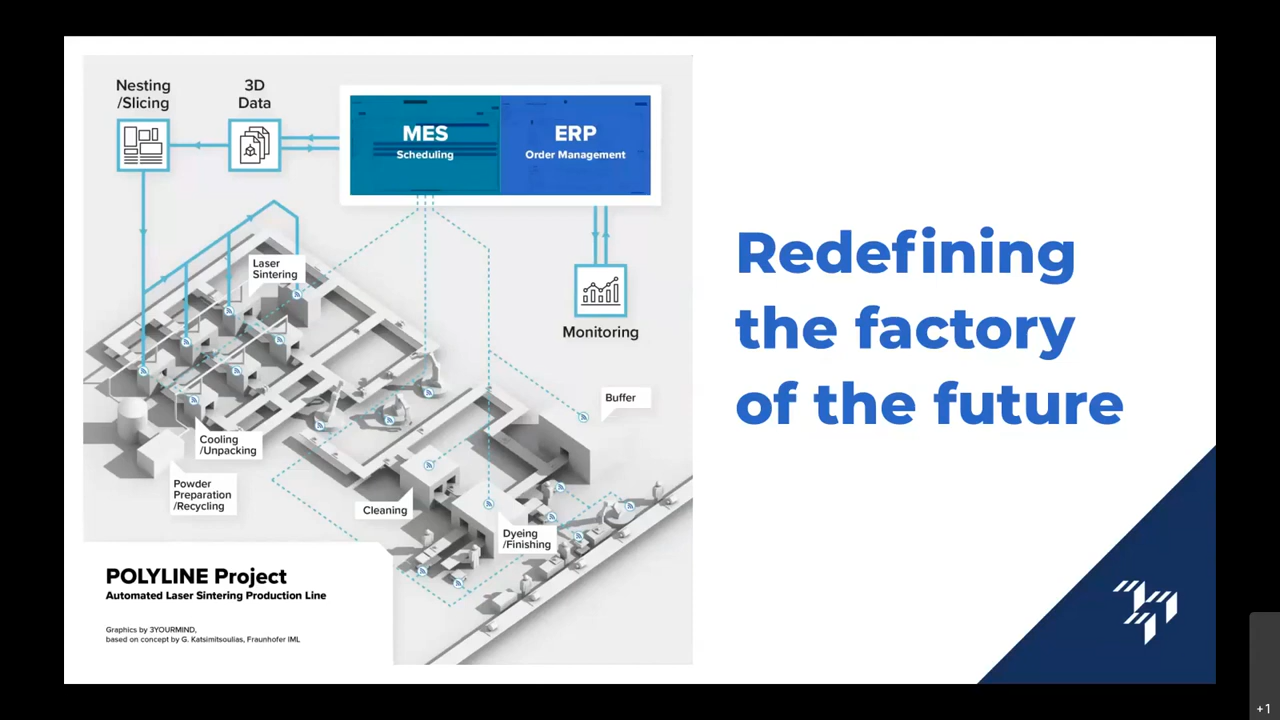 Nesting
/Slicing
3D
Data
MES
Scheduling
ERP
Order Management
Laser
Sintering
Monitoring
Buffer
Cooling
/Unpacking
Powder
Preparation
/Recycling
Cleaning
Dyeing
/Finishing
POLYLINE Project
Automated Laser Sintering Production Line
Graphics by 3YOURMIND,
based on concept by G. Katsimitsoulias, Fraunhofer IML
Redefining
the factory
of the future
+1